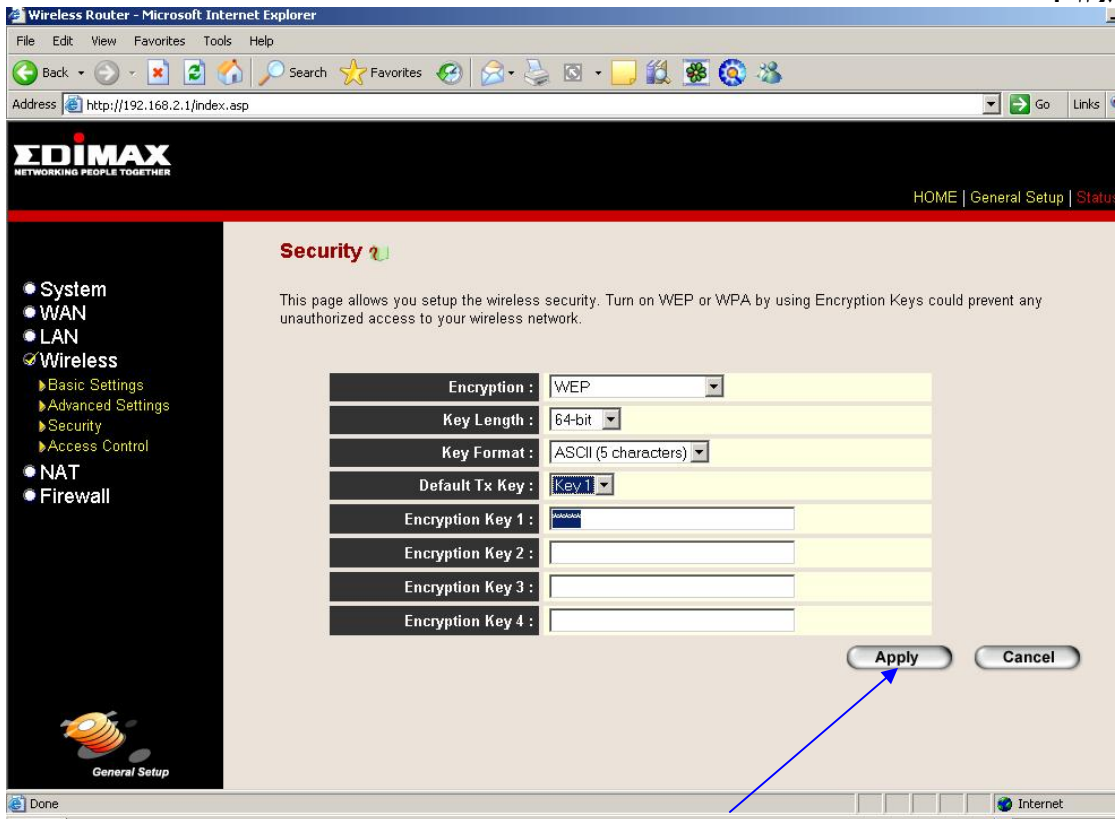 Wireless Router - Microsoft Internet Explorer
File Edit View Favorites Tools Help
Back Search Favorites
Address http://192.168.2.1/index.asp Go Links
EDIMAX
NETWORKING PEOPLE TOGETHER
HOME | General Setup | Status
System
WAN
LAN
Wireless
Basic Settings
Advanced Settings
Security
Access Control
NAT
Firewall
General Setup
Security
This page allows you setup the wireless security. Turn on WEP or WPA by using Encryption Keys could prevent any
unauthorized access to your wireless network.
Encryption : WEP
Key Length : 64-bit
Key Format : ASCII (5 characters)
Default Tx Key : Key 1
Encryption Key 1 : *****
Encryption Key 2 :
Encryption Key 3 :
Encryption Key 4 :
Apply Cancel
Done Internet